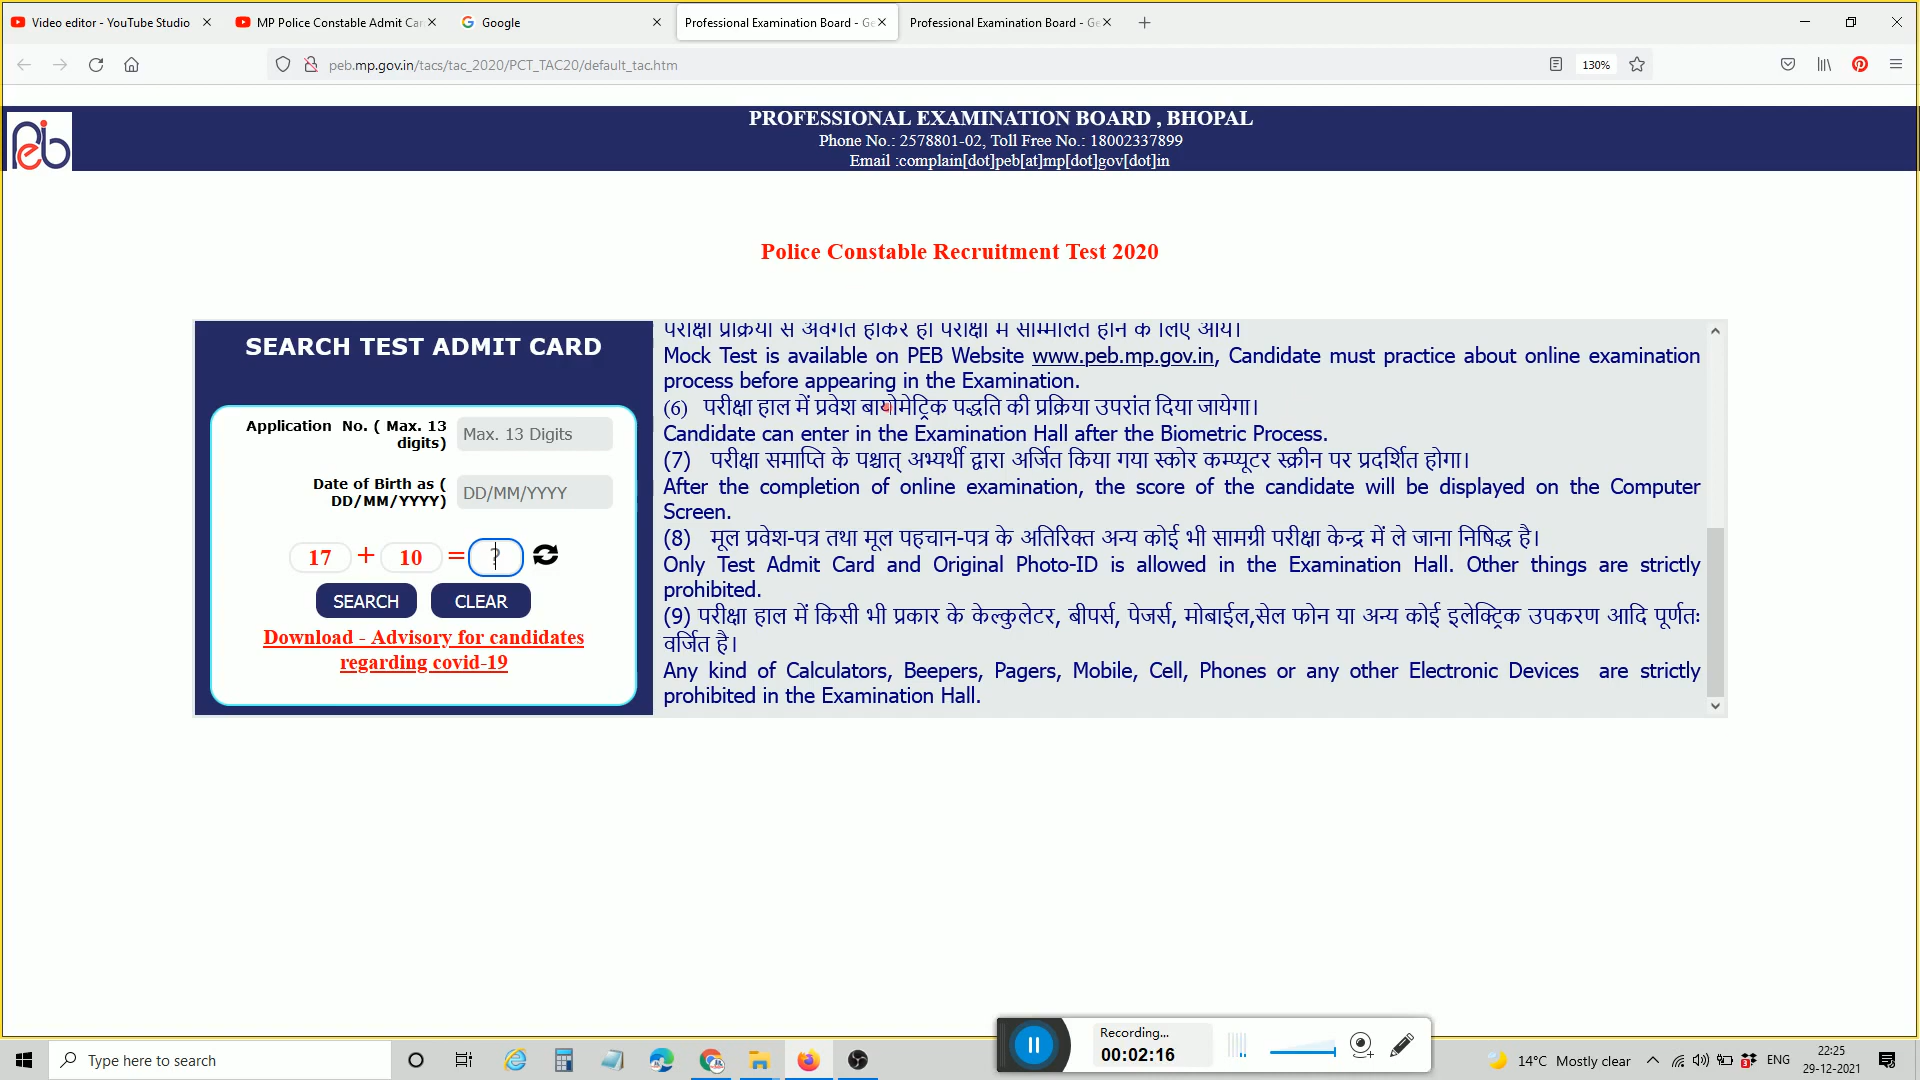 Video editor - YouTube Studio
MP Police Constable Admit Car
Google
Professional Examination Board - Ge
Professional Examination Board - Ge
peb.mp.gov.in/tacs/tac_2020/PCT_TAC20/default_tac.htm
130%
Peb
PROFESSIONAL EXAMINATION BOARD , BHOPAL
Phone No.: 2578801-02, Toll Free No.: 18002337899
Email :complain[dot]peb[at]mp[dot]gov[dot]in
Police Constable Recruitment Test 2020
SEARCH TEST ADMIT CARD
Application No. ( Max. 13
digits)
Max. 13 Digits
Date of Birth as (
DD/MM/YYYY)
DD/MM/YYYY
17 + 10 = ?
SEARCH
CLEAR
Download - Advisory for candidates
regarding covid-19
परीक्षा प्रक्रिया से अवगत होकर ही परीक्षा में सम्मिलित होने के लिए आयें।
Mock Test is available on PEB Website www.peb.mp.gov.in, Candidate must practice about online examination
process before appearing in the Examination.
(6) परीक्षा हाल में प्रवेश बायोमेट्रिक पद्धति की प्रक्रिया उपरांत दिया जायेगा।
Candidate can enter in the Examination Hall after the Biometric Process.
(7) परीक्षा समाप्ति के पश्चात् अभ्यर्थी द्वारा अर्जित किया गया स्कोर कम्प्यूटर स्क्रीन पर प्रदर्शित होगा।
After the completion of online examination, the score of the candidate will be displayed on the Computer
Screen.
(8) मूल प्रवेश-पत्र तथा मूल पहचान-पत्र के अतिरिक्त अन्य कोई भी सामग्री परीक्षा केन्द्र में ले जाना निषिद्ध है।
Only Test Admit Card and Original Photo-ID is allowed in the Examination Hall. Other things are strictly
prohibited.
(9) परीक्षा हाल में किसी भी प्रकार के केल्कुलेटर, बीपर्स, पेजर्स, मोबाईल,सेल फोन या अन्य कोई इलेक्ट्रिक उपकरण आदि पूर्णतः
वर्जित है।
Any kind of Calculators, Beepers, Pagers, Mobile, Cell, Phones or any other Electronic Devices are strictly
prohibited in the Examination Hall.
Recording...
00:02:16
Type here to search
14°C Mostly clear
ENG
22:25
29-12-2021